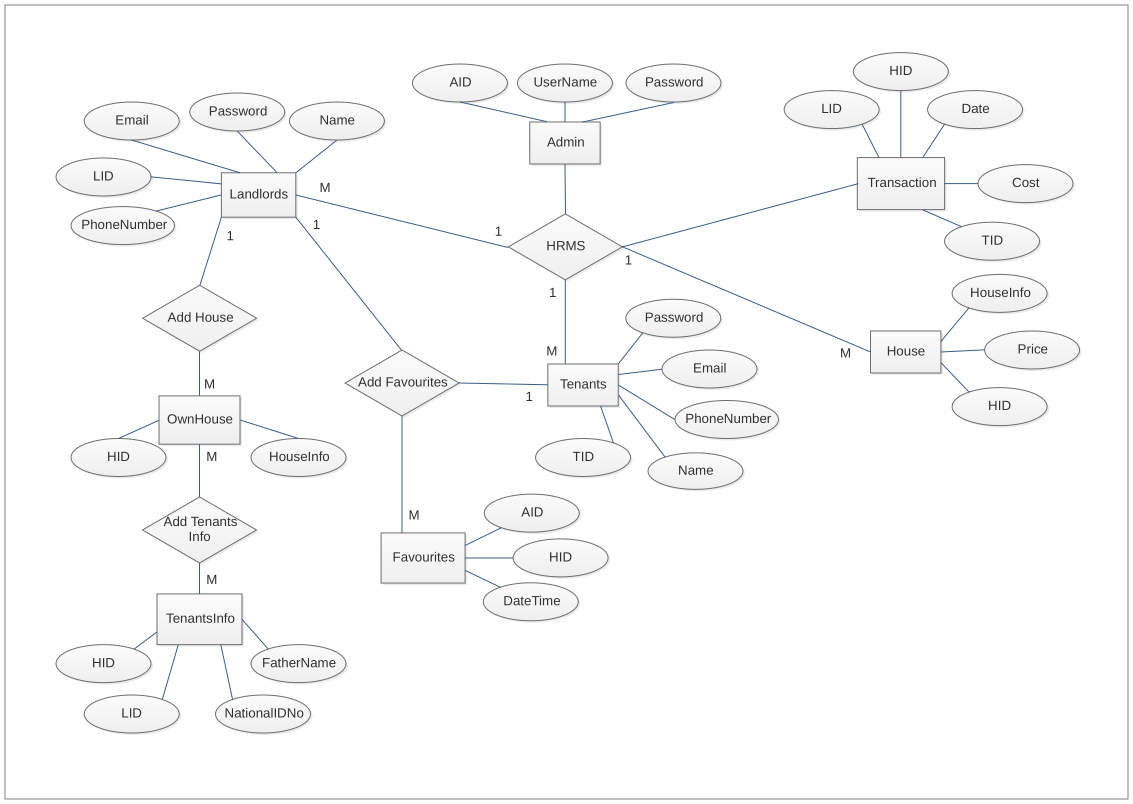 HID
AID
UserName
Password
LID
Date
Email
Password
Name
Admin
LID
Landlords
M
Transaction
Cost
PhoneNumber
1
1
1
HRMS
1
TID
Add House
1
HouseInfo
Password
M
M
House
Price
Add Favourites
1
Tenants
Email
M
HID
OwnHouse
PhoneNumber
HID
M
HouseInfo
TID
Name
Add Tenants
Info
M
AID
M
Favourites
HID
DateTime
TenantsInfo
HID
FatherName
LID
NationalIDNo